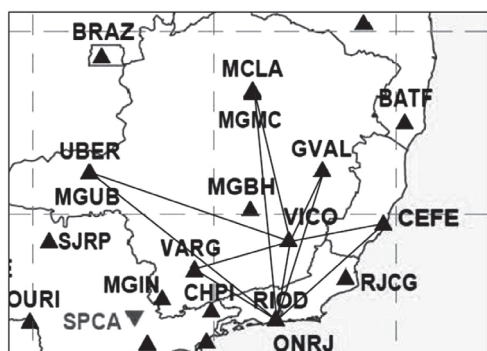 BRAZ
MCLA
BATF
MGMC
UBER
GVAL
MGBH
MGUB
VICO
CEFE
SJRP
VARG
RJCG
MGIN
CHPI
RIOD
OURI
SPCA
ONRJ